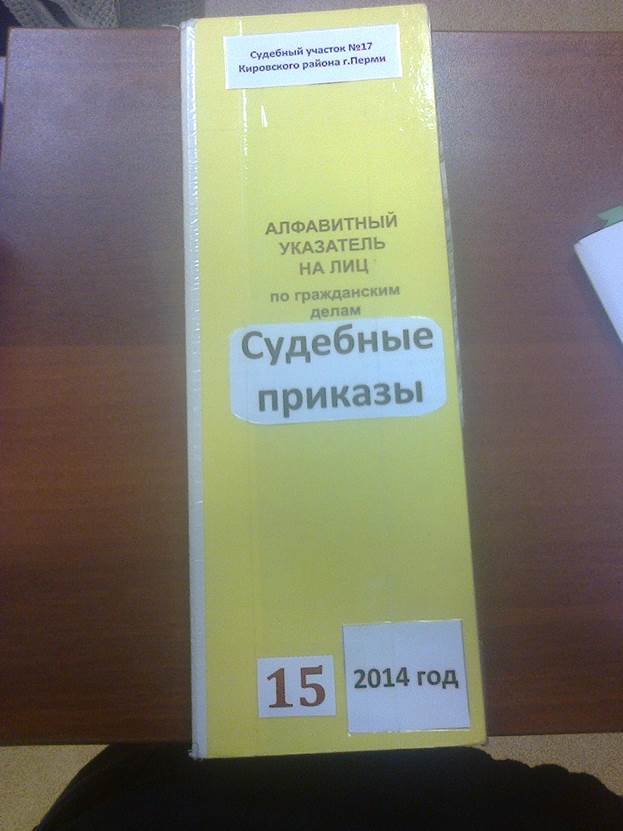 Судебный участок №17
Кировского района г.Перми
АЛФАВИТНЫЙ
УКАЗАТЕЛЬ
НА ЛИЦ
по гражданским
делам
Судебные
приказы
15
2014 год